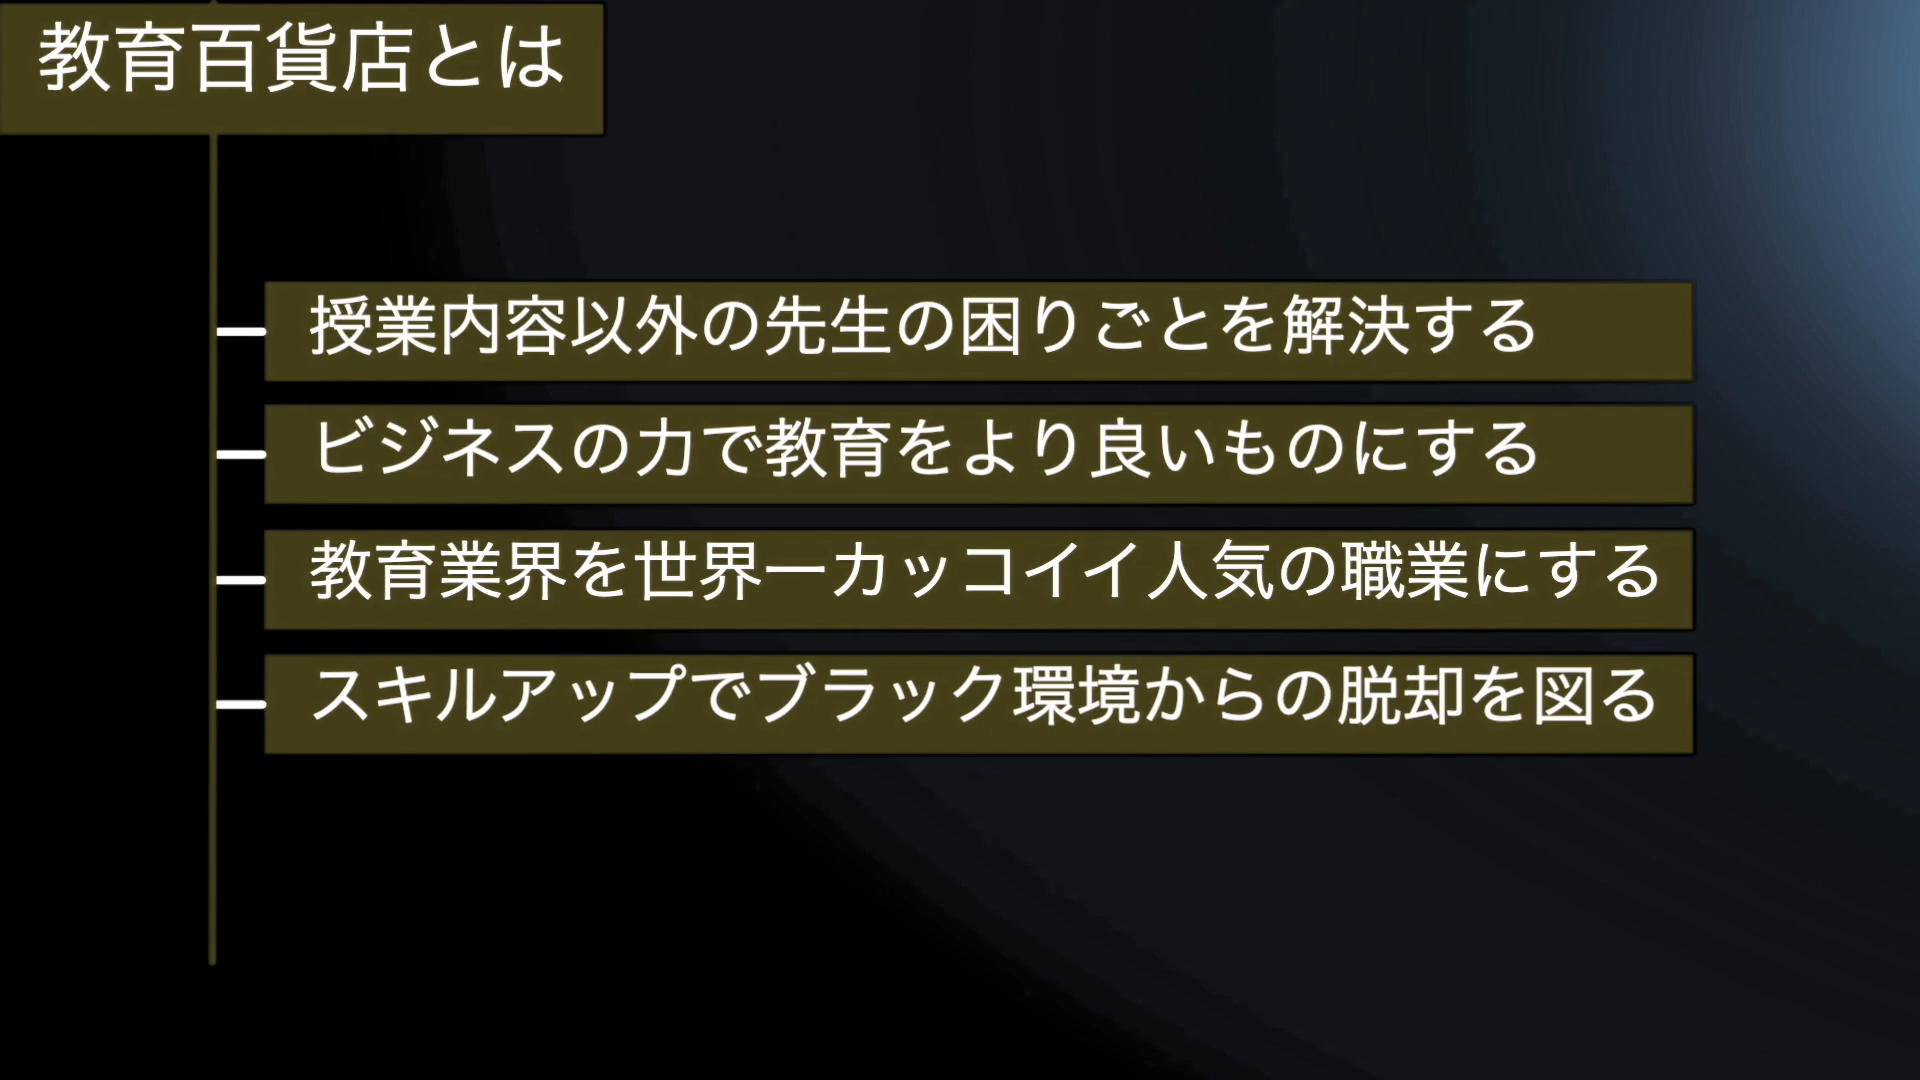 教育百貨店とは
授業内容以外の先生の困りごとを解決する
ビジネスの力で教育をより良いものにする
教育業界を世界一カッコイイ人気の職業にする
スキルアップでブラック環境からの脱却を図る